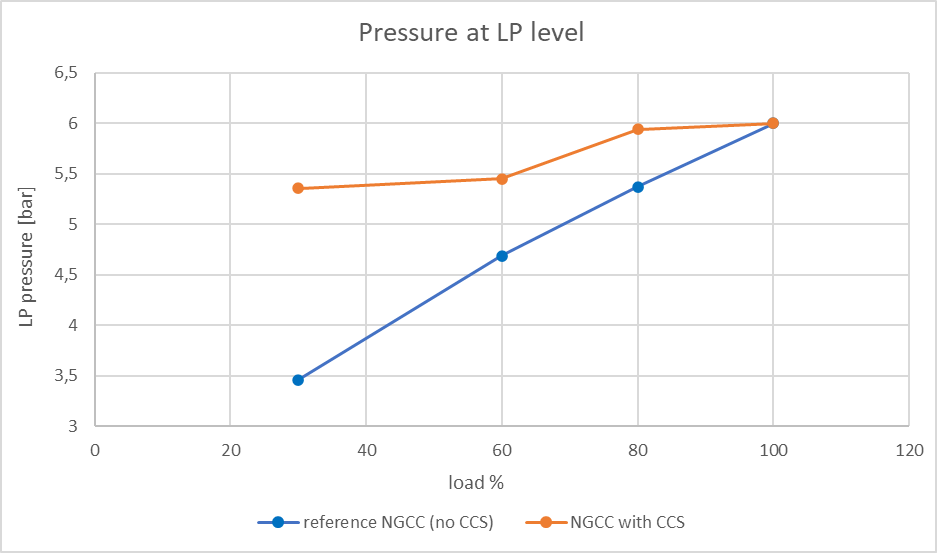 Pressure at LP level
LP pressure [bar]
6,5
6
5,5
5
4,5
4
3,5
3
0 20 40 60 80 100 120
load %
reference NGCC (no CCS) NGCC with CCS